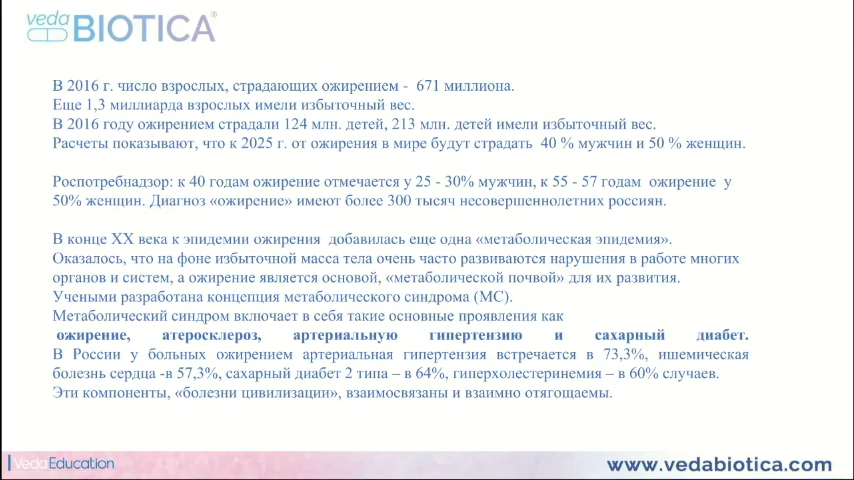 veda
BIOTICA®
В 2016 г. число взрослых, страдающих ожирением - 671 миллиона.
Еще 1,3 миллиарда взрослых имели избыточный вес.
В 2016 году ожирением страдали 124 млн. детей, 213 млн. детей имели избыточный вес.
Расчеты показывают, что к 2025 г. от ожирения в мире будут страдать 40 % мужчин и 50 % женщин.
Роспотребнадзор: к 40 годам ожирение отмечается у 25 - 30% мужчин, к 55 - 57 годам ожирение у
50% женщин. Диагноз «ожирение» имеют более 300 тысяч несовершеннолетних россиян.
В конце XX века к эпидемии ожирения добавилась еще одна «метаболическая эпидемия».
Оказалось, что на фоне избыточной масса тела очень часто развиваются нарушения в работе многих
органов и систем, а ожирение является основой, «метаболической почвой» для их развития.
Учеными разработана концепция метаболического синдрома (МС).
Метаболический синдром включает в себя такие основные проявления как
ожирение, атеросклероз, артериальную гипертензию и сахарный диабет.
В России у больных ожирением артериальная гипертензия встречается в 73,3%, ишемическая
болезнь сердца -в 57,3%, сахарный диабет 2 типа – в 64%, гиперхолестеринемия – в 60% случаев.
Эти компоненты, «болезни цивилизации», взаимосвязаны и взаимно отягощаемы.
VedaEducation
www.vedabiotica.com